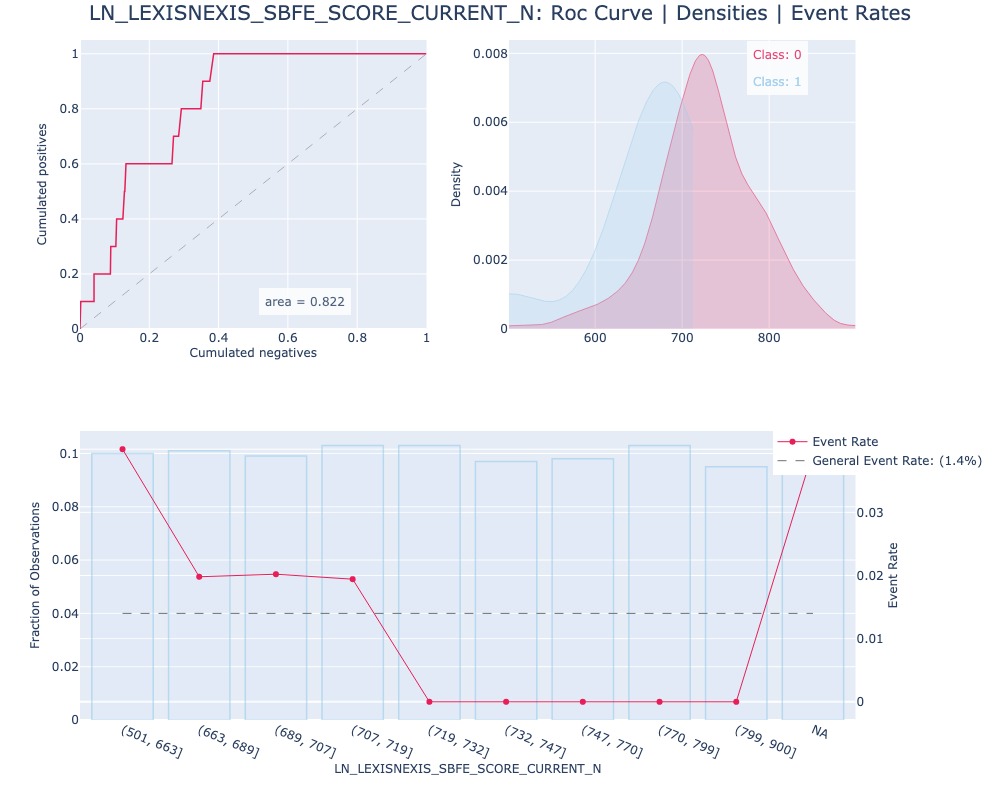 LN_LEXISNEXIS_SBFE_SCORE_CURRENT_N: Roc Curve | Densities | Event Rates
1
0.8
0.6
0.4
0.2
0
Cumulated positives
0 0.2 0.4 0.6 0.8 1
Cumulated negatives
area = 0.822
0.008
0.006
0.004
0.002
0
Density
600 700 800
Class: 0
Class: 1
0.1
0.08
0.06
0.04
0.02
0
Fraction of Observations
Event Rate
General Event Rate: (1.4%)
0.03
0.02
0.01
0
Event Rate
(501, 663] (663, 689] (689, 707] (707, 719] (719, 732] (732, 747] (747, 770] (770, 799] (799, 900] NA
LN_LEXISNEXIS_SBFE_SCORE_CURRENT_N